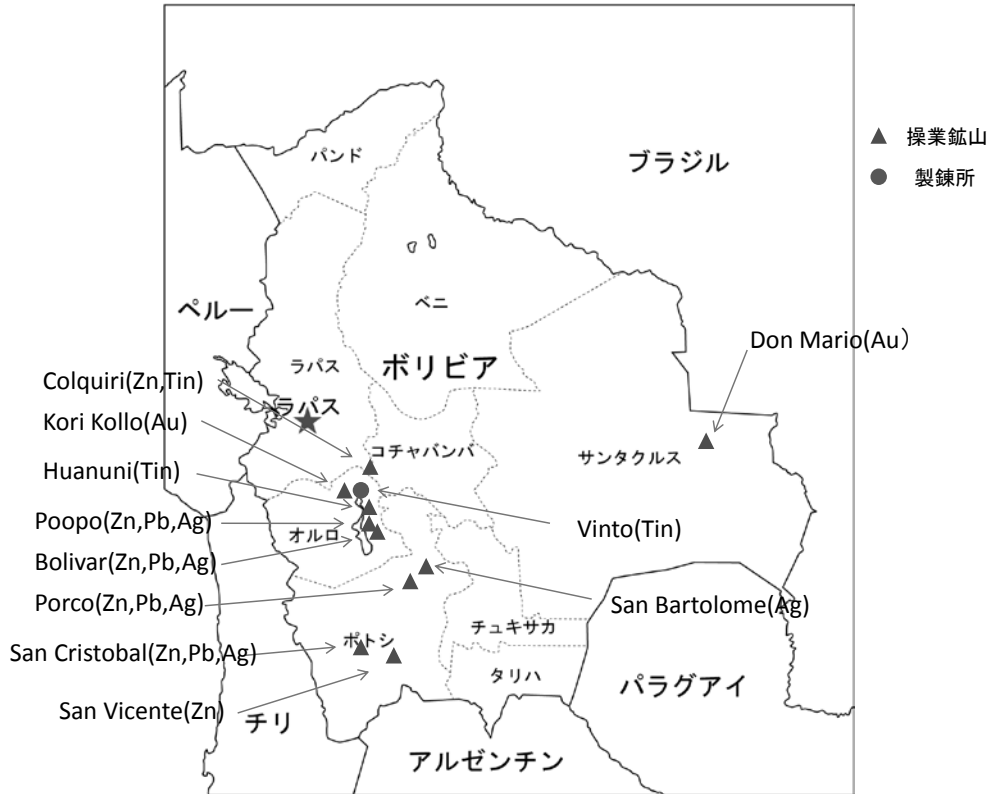 パンド
ブラジル
▲ 操業鉱山
● 製錬所
ペルー
ベニ
Don Mario(Au）
ラパス
ボリビア
Colquiri(Zn,Tin)
ラパス
Kori Kollo(Au)
コチャバンバ
サンタクルス
Huanuni(Tin)
Poopo(Zn,Pb,Ag)
オルロ
Vinto(Tin)
Bolivar(Zn,Pb,Ag)
Porco(Zn,Pb,Ag)
San Bartolome(Ag)
チュキサカ
ポトシ
San Cristobal(Zn,Pb,Ag)
タリハ
パラグアイ
San Vicente(Zn)
チリ
アルゼンチン